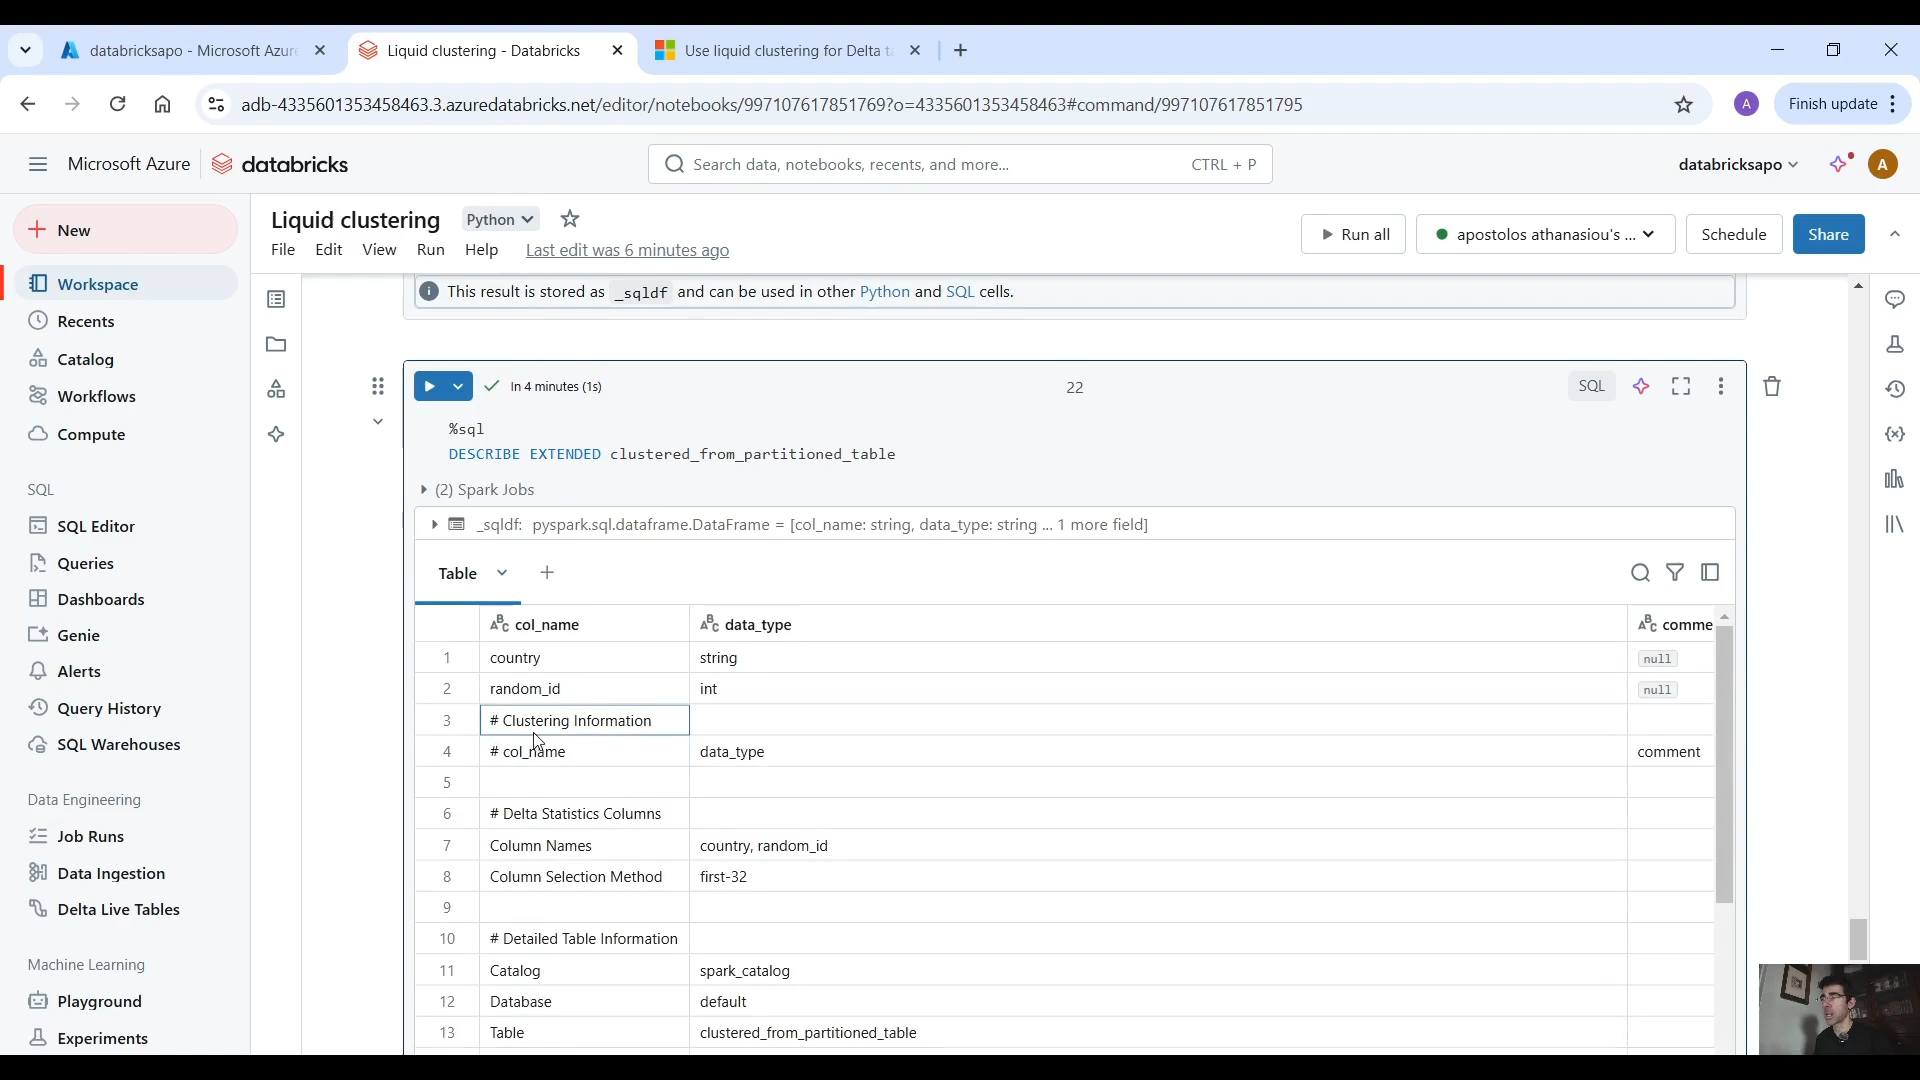 databricksapo - Microsoft Azur
Liquid clustering - Databricks
Use liquid clustering for Delta t
adb-4335601353458463.3.azuredatabricks.net/editor/notebooks/997107617851769?o=4335601353458463#command/997107617851795
A
Finish update
Microsoft Azure
databricks
Search data, notebooks, recents, and more...
CTRL + P
databricksapo
A
New
Workspace
Recents
Catalog
Workflows
Compute
SQL
SQL Editor
Queries
Dashboards
Genie
Alerts
Query History
SQL Warehouses
Data Engineering
Job Runs
Data Ingestion
Delta Live Tables
Machine Learning
Playground
Experiments
Liquid clustering
Python
File Edit View Run Help Last edit was 6 minutes ago
Run all
apostolos athanasiou's ...
Schedule
Share
This result is stored as _sqldf and can be used in other Python and SQL cells.
In 4 minutes (1s)
22
SQL
%sql
DESCRIBE EXTENDED clustered_from_partitioned_table
(2) Spark Jobs
_sqldf: pyspark.sql.dataframe.DataFrame = [col_name: string, data_type: string ... 1 more field]
Table
col_name data_type comme
1 country string null
2 random_id int null
3 # Clustering Information
4 # col_name data_type comment
5
6 # Delta Statistics Columns
7 Column Names country, random_id
8 Column Selection Method first-32
9
10 # Detailed Table Information
11 Catalog spark_catalog
12 Database default
13 Table clustered_from_partitioned_table